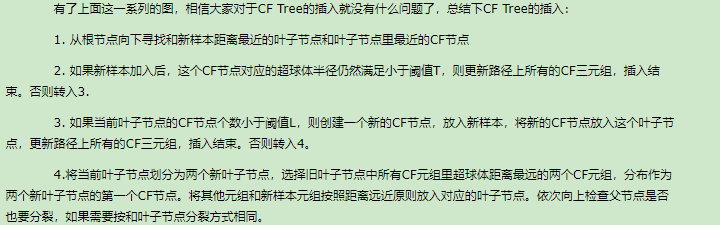 有了上面这一系列的图，相信大家对于CF Tree的插入就没有什么问题了，总结下CF Tree的插入：
1. 从根节点向下寻找和新样本距离最近的叶子节点和叶子节点里最近的CF节点
2. 如果新样本加入后，这个CF节点对应的超球体半径仍然满足小于阈值T，则更新路径上所有的CF三元组，插入结
束。否则转入3.
3. 如果当前叶子节点的CF节点个数小于阈值L，则创建一个新的CF节点，放入新样本，将新的CF节点放入这个叶子节
点，更新路径上所有的CF三元组，插入结束。否则转入4。
4.将当前叶子节点划分为两个新叶子节点，选择旧叶子节点中所有CF元组里超球体距离最远的两个CF元组，分布作为
两个新叶子节点的第一个CF节点。将其他元组和新样本元组按照距离远近原则放入对应的叶子节点。依次向上检查父节点是否
也要分裂，如果需要按和叶子节点分裂方式相同。